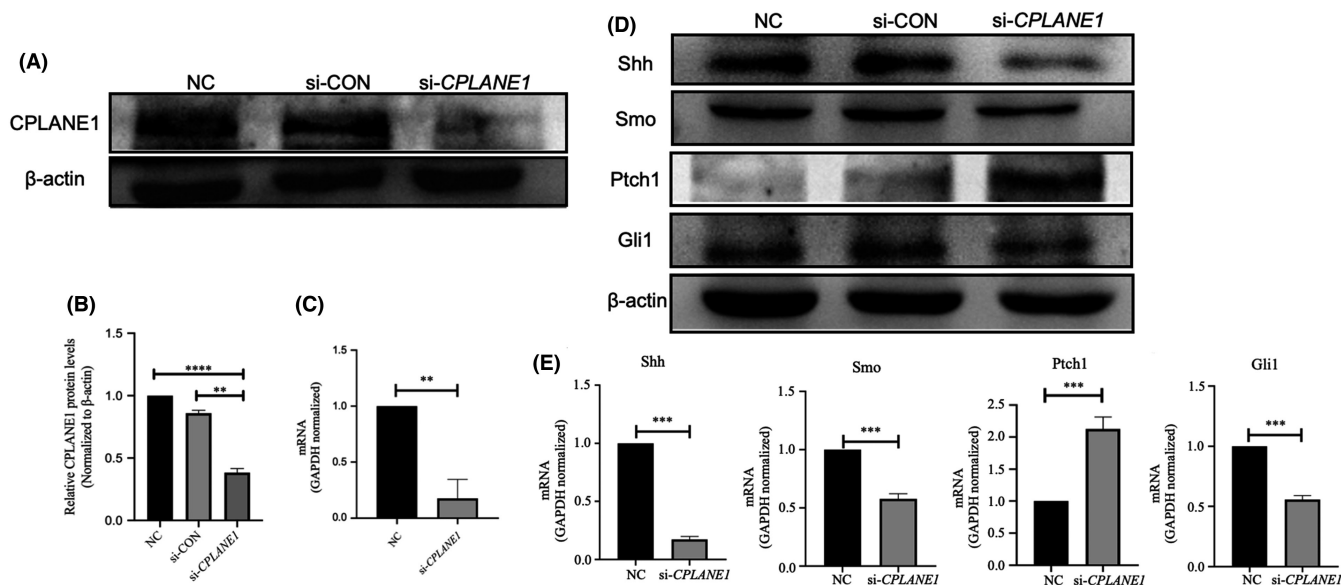 (A)
NC si-CON si-CPLANE1
CPLANE1
β-actin
(B)
Relative CPLANE1 protein levels
(Normalized to β-actin)
1.5
1.0
0.5
0.0
****
**
NC
si-CON
si-CPLANE1
(C)
mRNA
(GAPDH normalized)
1.5
1.0
0.5
0.0
**
NC
si-CPLANE1
(D)
NC si-CON si-CPLANE1
Shh
Smo
Ptch1
Gli1
β-actin
(E)
Shh
mRNA
(GAPDH normalized)
1.5
1.0
0.5
0.0
***
NC si-CPLANE1
Smo
mRNA
(GAPDH normalized)
1.5
1.0
0.5
0.0
***
NC si-CPLANE1
Ptch1
mRNA
(GAPDH normalized)
2.5
2.0
1.5
1.0
0.5
0.0
***
NC si-CPLANE1
Gli1
mRNA
(GAPDH normalized)
1.5
1.0
0.5
0.0
***
NC si-CPLANE1